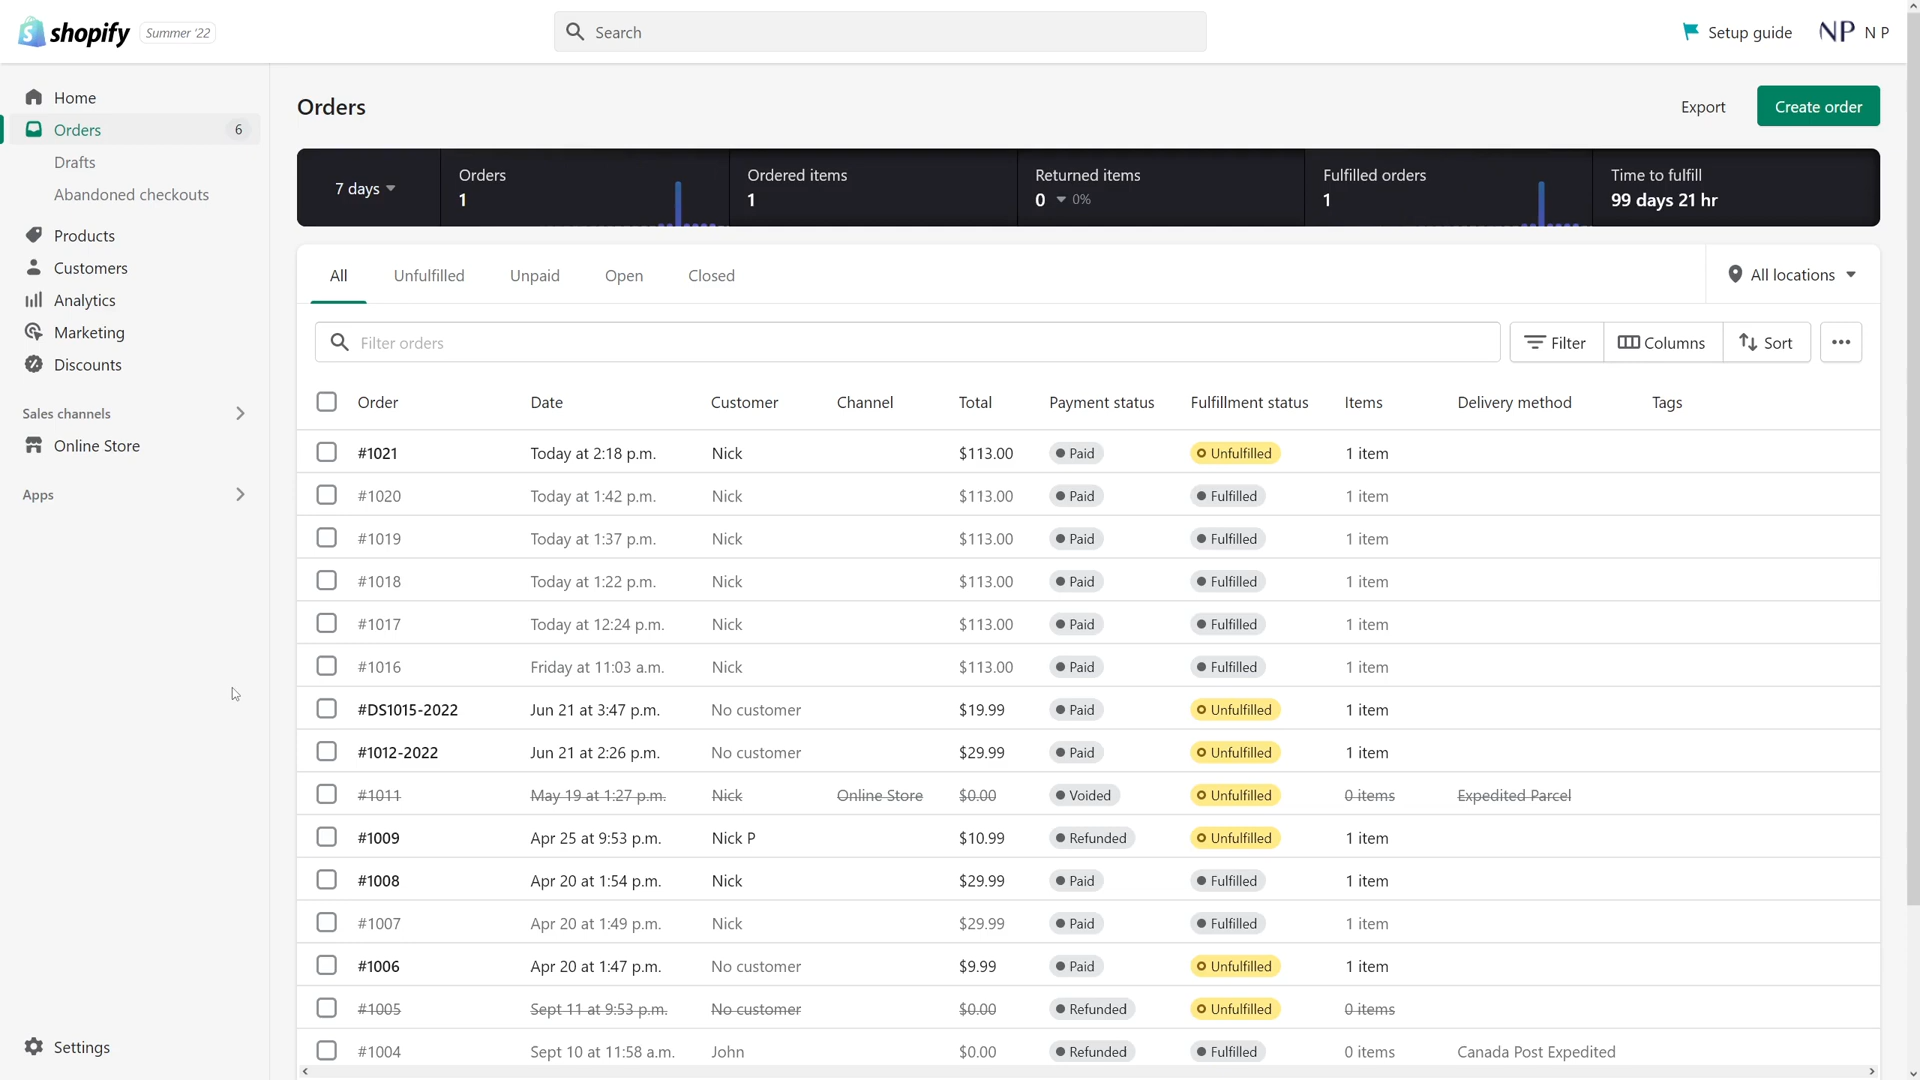 shopify Summer '22
Search
Setup guide
NP N P
Home
Orders 6
Drafts
Abandoned checkouts
Products
Customers
Analytics
Marketing
Discounts
Sales channels
Online Store
Apps
Settings
Orders
Export
Create order
7 days
Orders
1
Ordered items
1
Returned items
0 0%
Fulfilled orders
1
Time to fulfill
99 days 21 hr
All Unfulfilled Unpaid Open Closed
All locations
Filter orders
Filter Columns Sort
Order Date Customer Channel Total Payment status Fulfillment status Items Delivery method Tags
#1021 Today at 2:18 p.m. Nick $113.00 Paid Unfulfilled 1 item
#1020 Today at 1:42 p.m. Nick $113.00 Paid Fulfilled 1 item
#1019 Today at 1:37 p.m. Nick $113.00 Paid Fulfilled 1 item
#1018 Today at 1:22 p.m. Nick $113.00 Paid Fulfilled 1 item
#1017 Today at 12:24 p.m. Nick $113.00 Paid Fulfilled 1 item
#1016 Friday at 11:03 a.m. Nick $113.00 Paid Fulfilled 1 item
#DS1015-2022 Jun 21 at 3:47 p.m. No customer $19.99 Paid Unfulfilled 1 item
#1012-2022 Jun 21 at 2:26 p.m. No customer $29.99 Paid Unfulfilled 1 item
#1011 May 19 at 1:27 p.m. Nick Online Store $0.00 Voided Unfulfilled 0 items Expedited Parcel
#1009 Apr 25 at 9:53 p.m. Nick P $10.99 Refunded Unfulfilled 1 item
#1008 Apr 20 at 1:54 p.m. Nick $29.99 Paid Fulfilled 1 item
#1007 Apr 20 at 1:49 p.m. Nick $29.99 Paid Fulfilled 1 item
#1006 Apr 20 at 1:47 p.m. No customer $9.99 Paid Unfulfilled 1 item
#1005 Sept 11 at 9:53 p.m. No customer $0.00 Refunded Unfulfilled 0 items
#1004 Sept 10 at 11:58 a.m. John $0.00 Refunded Fulfilled 0 items Canada Post Expedited